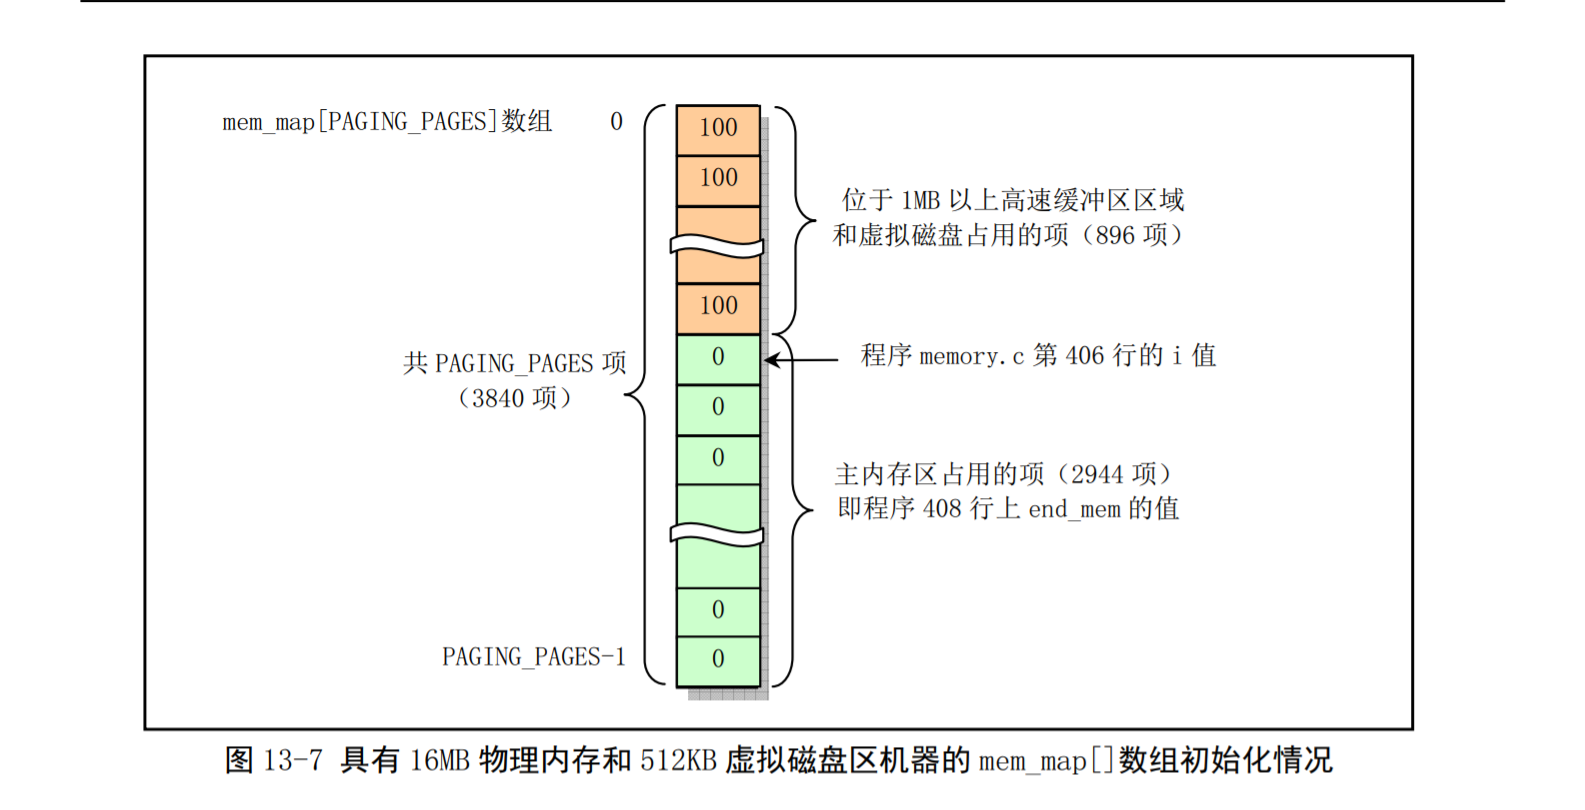 mem_map[PAGING_PAGES]数组 0
100
100
位于 1MB 以上高速缓冲区区域
和虚拟磁盘占用的项（896 项）
100
共 PAGING_PAGES 项
（3840 项）
0
程序 memory.c 第 406 行的 i 值
0
0
主内存区占用的项（2944 项）
即程序 408 行上 end_mem 的值
0
PAGING_PAGES-1
0
图 13-7 具有 16MB 物理内存和 512KB 虚拟磁盘区机器的 mem_map[]数组初始化情况